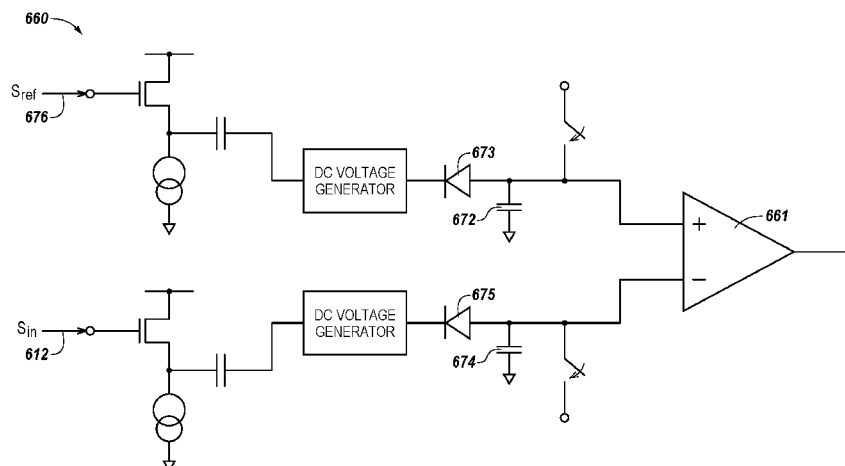 660
Sref
676
DC VOLTAGE
GENERATOR
673
672
+
661
−
Sin
612
DC VOLTAGE
GENERATOR
675
674